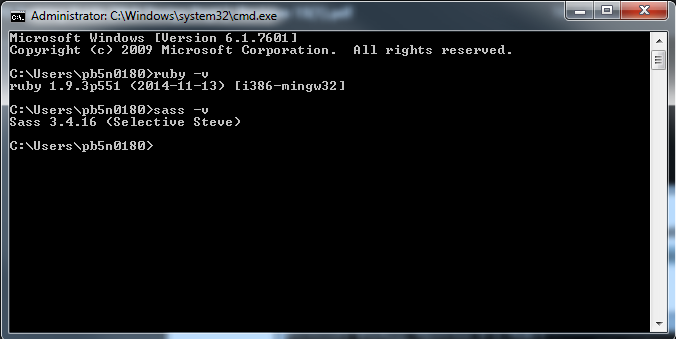 Administrator: C:\Windows\system32\cmd.exe
Microsoft Windows [Version 6.1.7601]
Copyright (c) 2009 Microsoft Corporation.  All rights reserved.
C:\Users\pb5n0180>ruby -v
ruby 1.9.3p551 (2014-11-13) [i386-mingw32]
C:\Users\pb5n0180>sass -v
Sass 3.4.16 (Selective Steve)
C:\Users\pb5n0180>